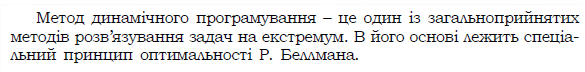 Метод динамічного програмування – це один із загальноприйнятих
методів розв’язування задач на екстремум. В його основі лежить спеціа-
льний принцип оптимальності Р. Беллмана.